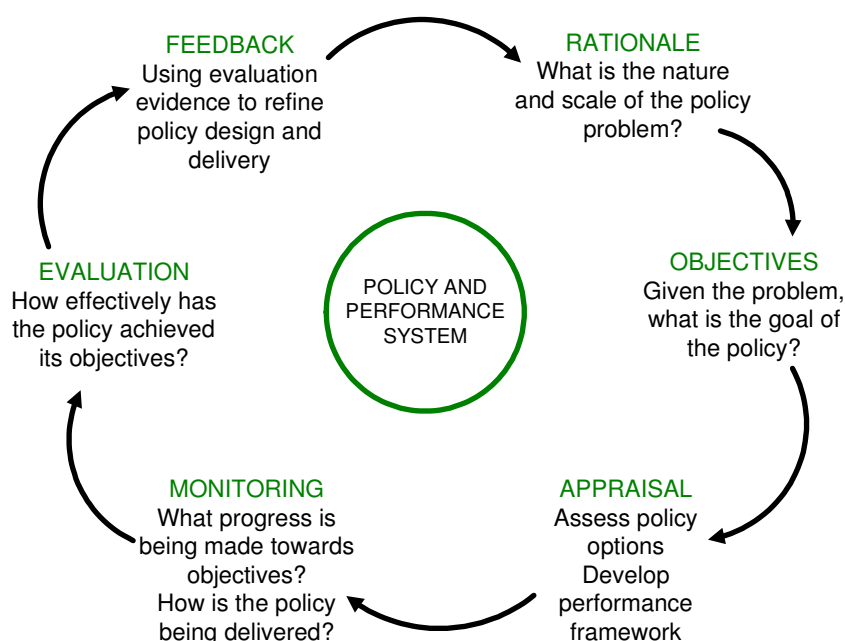 FEEDBACK
Using evaluation
evidence to refine
policy design and
delivery
RATIONALE
What is the nature
and scale of the policy
problem?
OBJECTIVES
Given the problem,
what is the goal of
the policy?
APPRAISAL
Assess policy
options
Develop
performance
framework
MONITORING
What progress is
being made towards
objectives?
How is the policy
being delivered?
EVALUATION
How effectively has
the policy achieved
its objectives?
POLICY AND
PERFORMANCE
SYSTEM